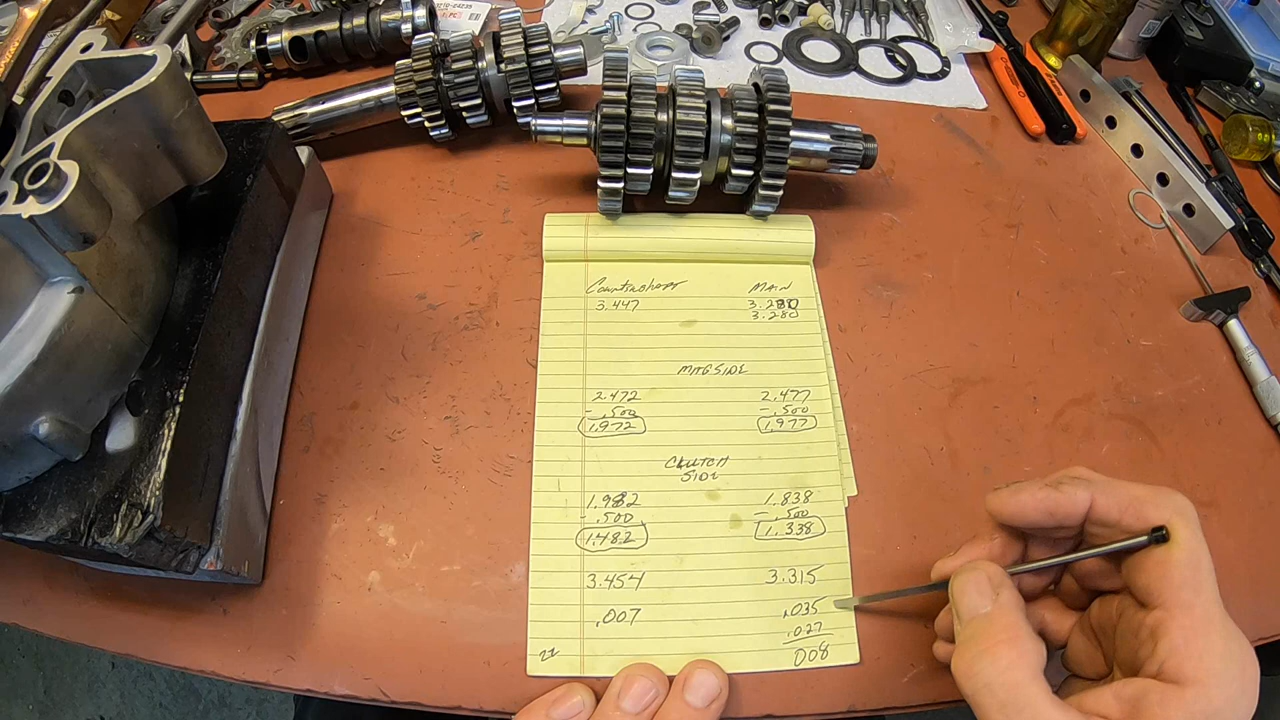 Countershaft MAIN
3.447 3.280
3.280
MTG SIDE
2.472 2.477
- .500 - .500
1.972 1.977
CLUTCH
SIDE
1.982 1.838
- .500 - .500
1.482 1.338
3.454 3.315
.007 .035
.027
008